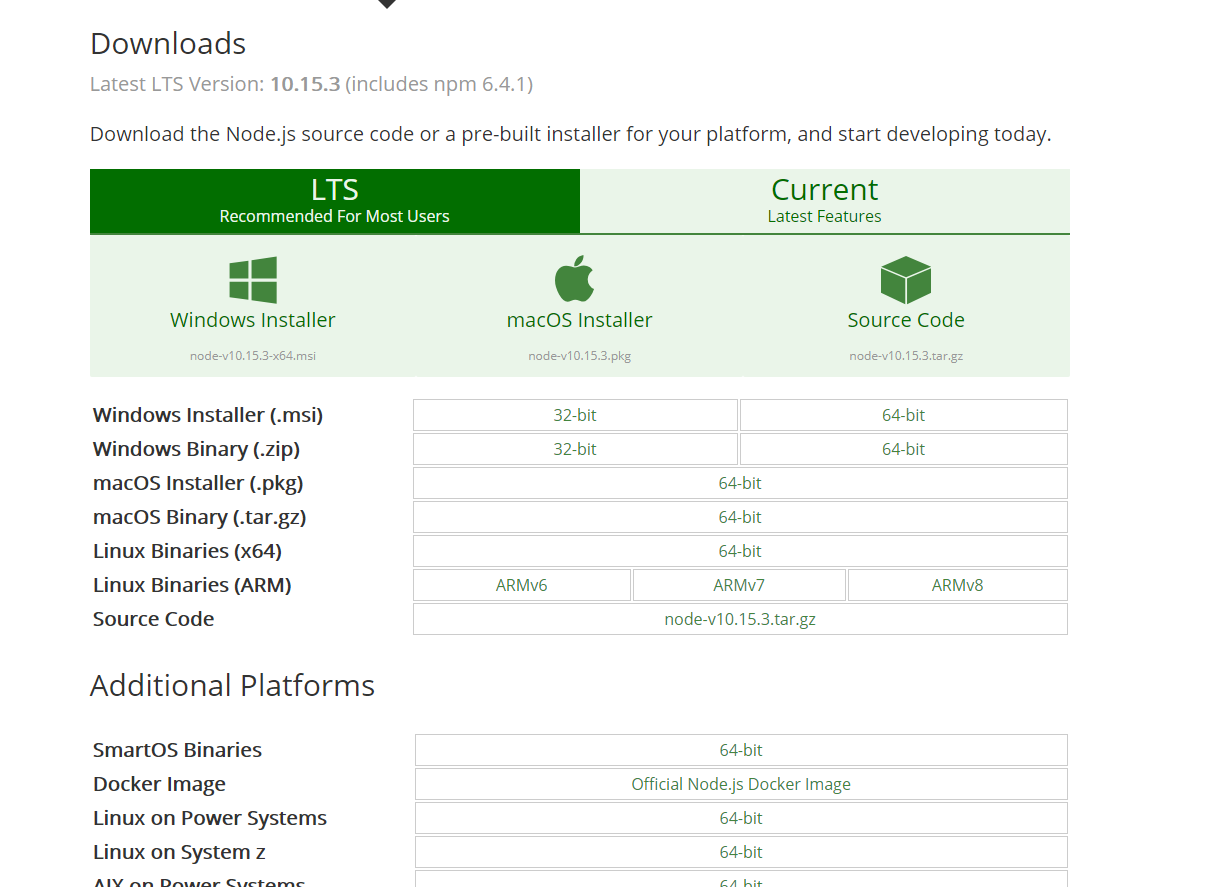 Downloads
Latest LTS Version: 10.15.3 (includes npm 6.4.1)
Download the Node.js source code or a pre-built installer for your platform, and start developing today.
LTS
Recommended For Most Users
Current
Latest Features
Windows Installer
node-v10.15.3-x64.msi
macOS Installer
node-v10.15.3.pkg
Source Code
node-v10.15.3.tar.gz
Windows Installer (.msi) 32-bit 64-bit
Windows Binary (.zip) 32-bit 64-bit
macOS Installer (.pkg) 64-bit
macOS Binary (.tar.gz) 64-bit
Linux Binaries (x64) 64-bit
Linux Binaries (ARM) ARMv6 ARMv7 ARMv8
Source Code node-v10.15.3.tar.gz
Additional Platforms
SmartOS Binaries 64-bit
Docker Image Official Node.js Docker Image
Linux on Power Systems 64-bit
Linux on System z 64-bit
AIX on Power Systems 64-bit